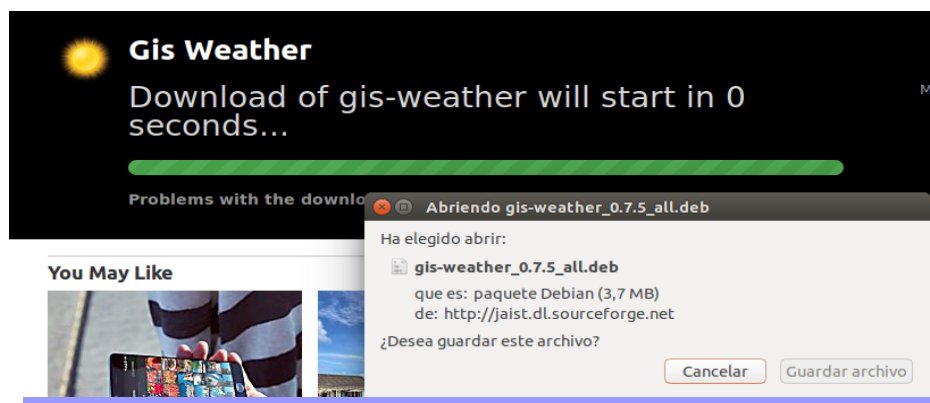 Gis Weather
Download of gis-weather will start in 0
seconds...
M
Problems with the downlo
Abriendo gis-weather_0.7.5_all.deb
Ha elegido abrir:
gis-weather_0.7.5_all.deb
que es: paquete Debian (3,7 MB)
de: http://jaist.dl.sourceforge.net
¿Desea guardar este archivo?
Cancelar Guardar archivo
You May Like